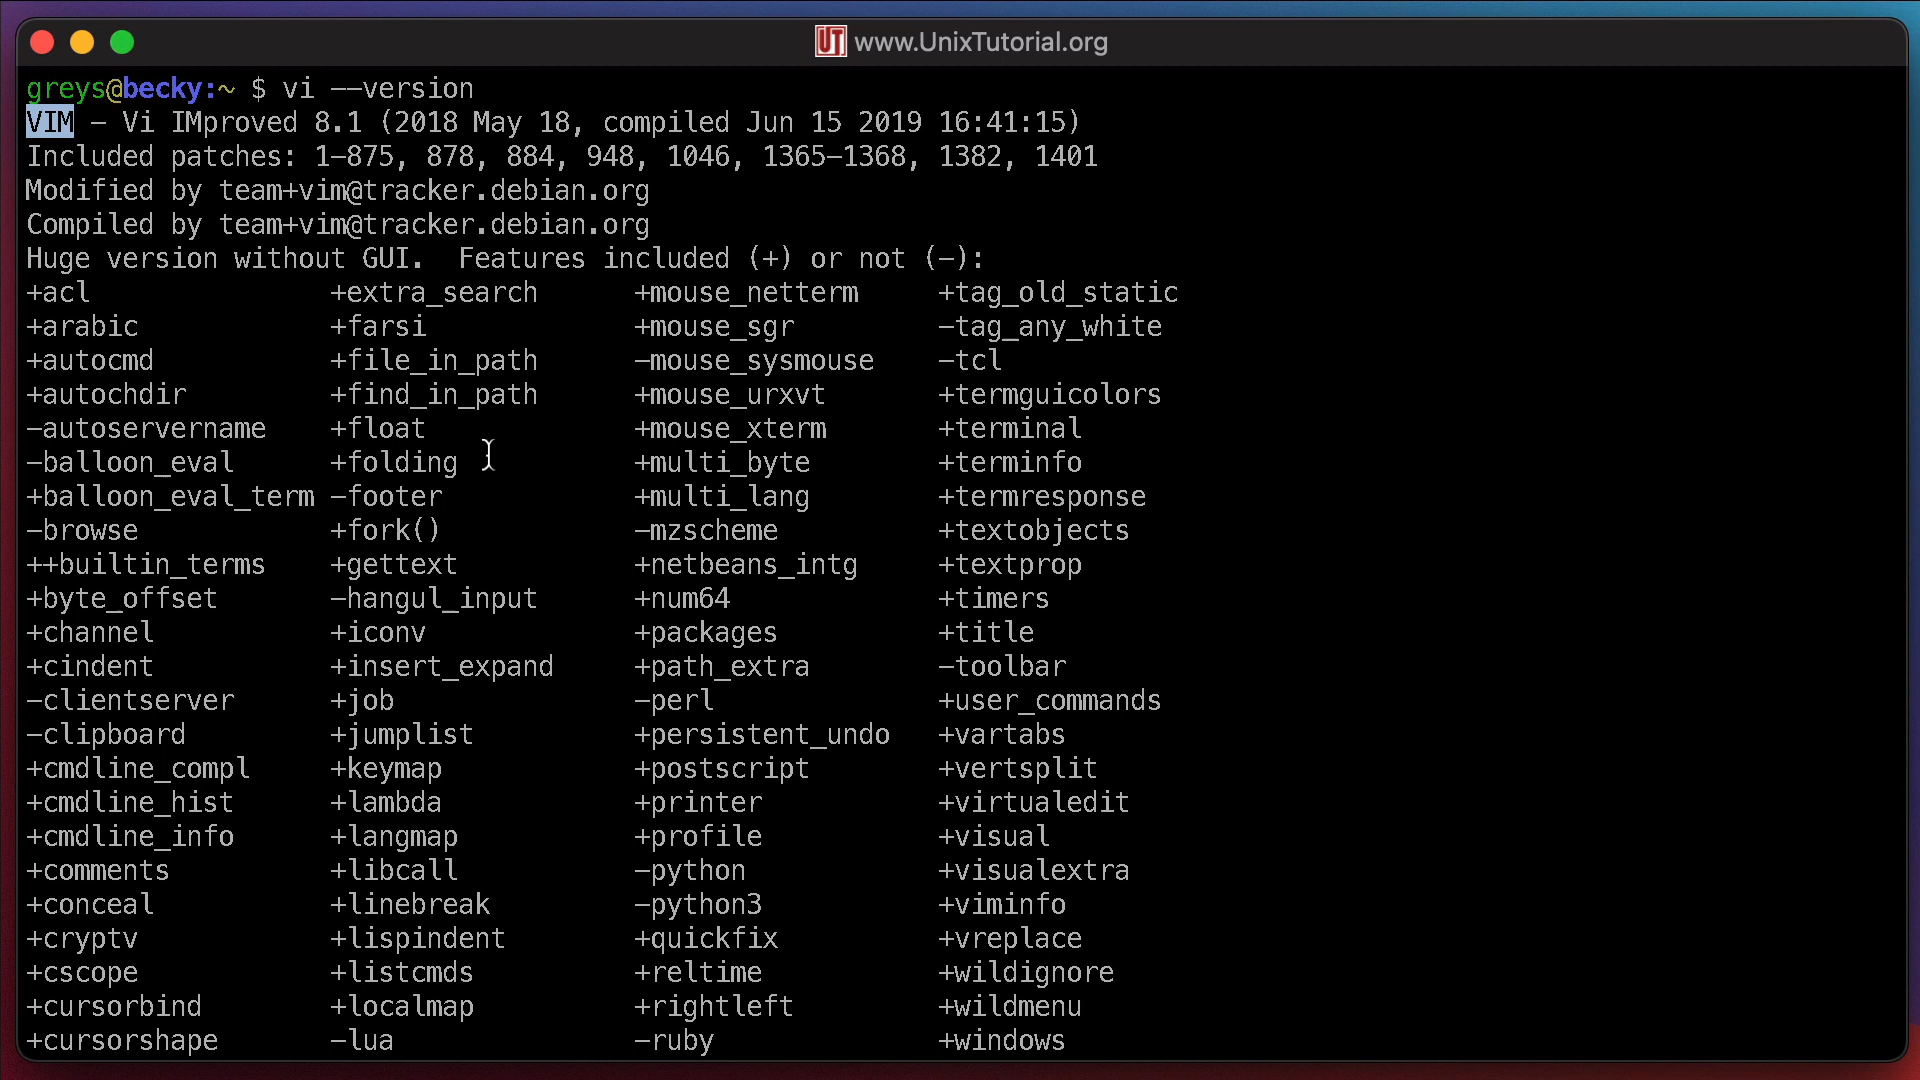 UT www.UnixTutorial.org
greys@becky:~ $ vi --version
VIM - Vi IMproved 8.1 (2018 May 18, compiled Jun 15 2019 16:41:15)
Included patches: 1-875, 878, 884, 948, 1046, 1365-1368, 1382, 1401
Modified by team+vim@tracker.debian.org
Compiled by team+vim@tracker.debian.org
Huge version without GUI.  Features included (+) or not (-):
+acl               +extra_search      +mouse_netterm     +tag_old_static
+arabic            +farsi             +mouse_sgr         -tag_any_white
+autocmd           +file_in_path      -mouse_sysmouse    -tcl
+autochdir         +find_in_path      +mouse_urxvt       +termguicolors
-autoservername    +float             +mouse_xterm       +terminal
-balloon_eval      +folding           +multi_byte        +terminfo
+balloon_eval_term -footer            +multi_lang        +termresponse
-browse            +fork()            -mzscheme          +textobjects
++builtin_terms    +gettext           +netbeans_intg     +textprop
+byte_offset       -hangul_input      +num64             +timers
+channel           +iconv             +packages          +title
+cindent           +insert_expand     +path_extra        -toolbar
-clientserver      +job               -perl              +user_commands
-clipboard         +jumplist          +persistent_undo   +vartabs
+cmdline_compl     +keymap            +postscript        +vertsplit
+cmdline_hist      +lambda            +printer           +virtualedit
+cmdline_info      +langmap           +profile           +visual
+comments          +libcall           -python            +visualextra
+conceal           +linebreak         -python3           +viminfo
+cryptv            +lispindent        +quickfix          +vreplace
+cscope            +listcmds          +reltime           +wildignore
+cursorbind        +localmap          +rightleft         +wildmenu
+cursorshape       -lua               -ruby              +windows